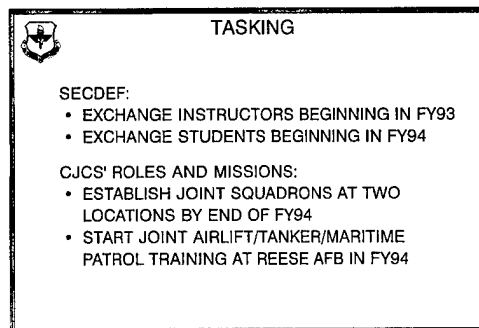 TASKING
SECDEF:
• EXCHANGE INSTRUCTORS BEGINNING IN FY93
• EXCHANGE STUDENTS BEGINNING IN FY94
CJCS' ROLES AND MISSIONS:
• ESTABLISH JOINT SQUADRONS AT TWO
LOCATIONS BY END OF FY94
• START JOINT AIRLIFT/TANKER/MARITIME
PATROL TRAINING AT REESE AFB IN FY94